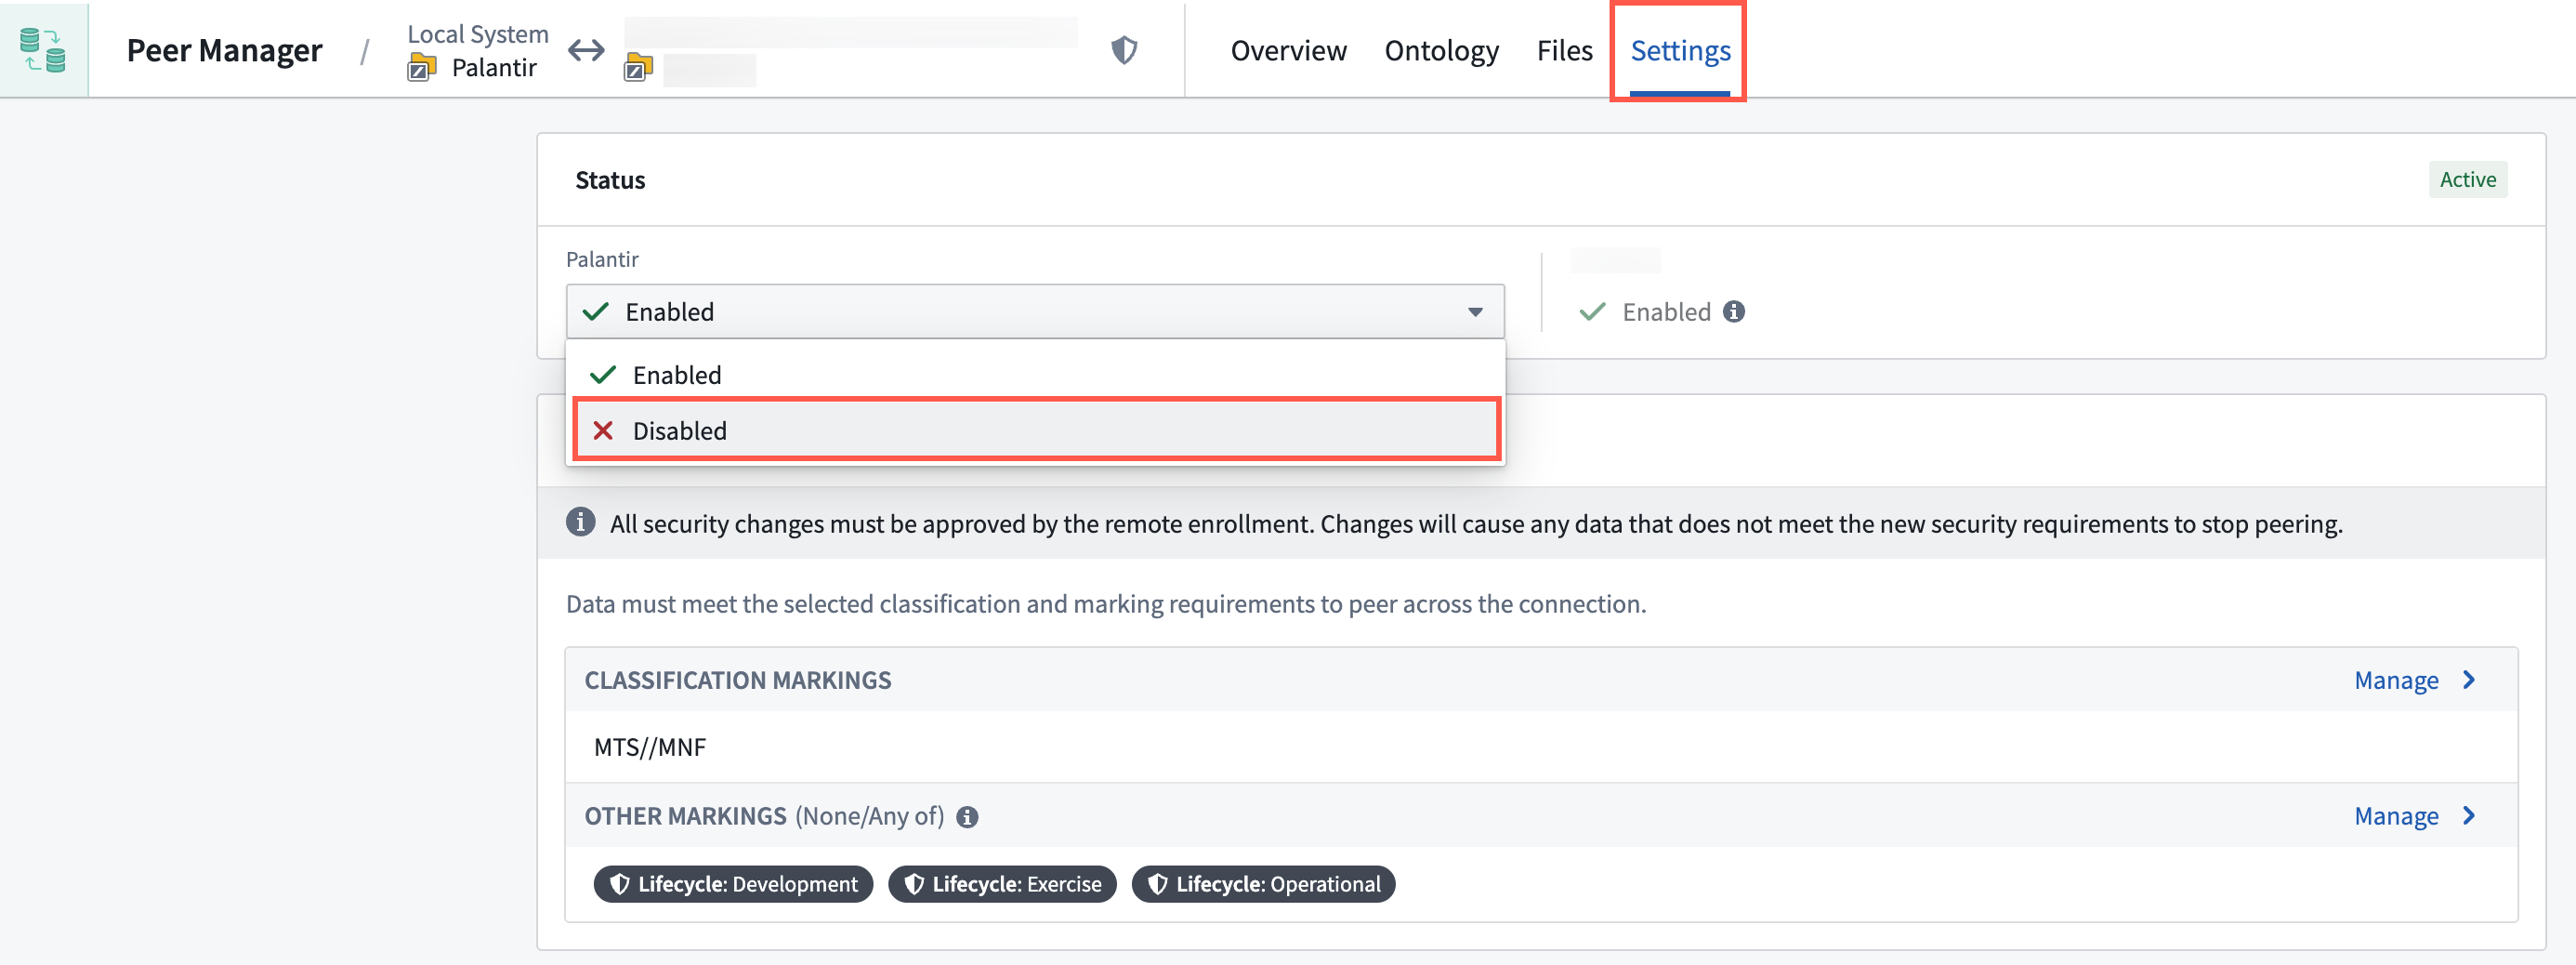 Peer Manager / Local System
Palantir
Overview Ontology Files Settings
Status
Active
Palantir
Enabled
Enabled
Enabled
Disabled
All security changes must be approved by the remote enrollment. Changes will cause any data that does not meet the new security requirements to stop peering.
Data must meet the selected classification and marking requirements to peer across the connection.
CLASSIFICATION MARKINGS
Manage
MTS//MNF
OTHER MARKINGS (None/Any of)
Manage
Lifecycle: Development Lifecycle: Exercise Lifecycle: Operational